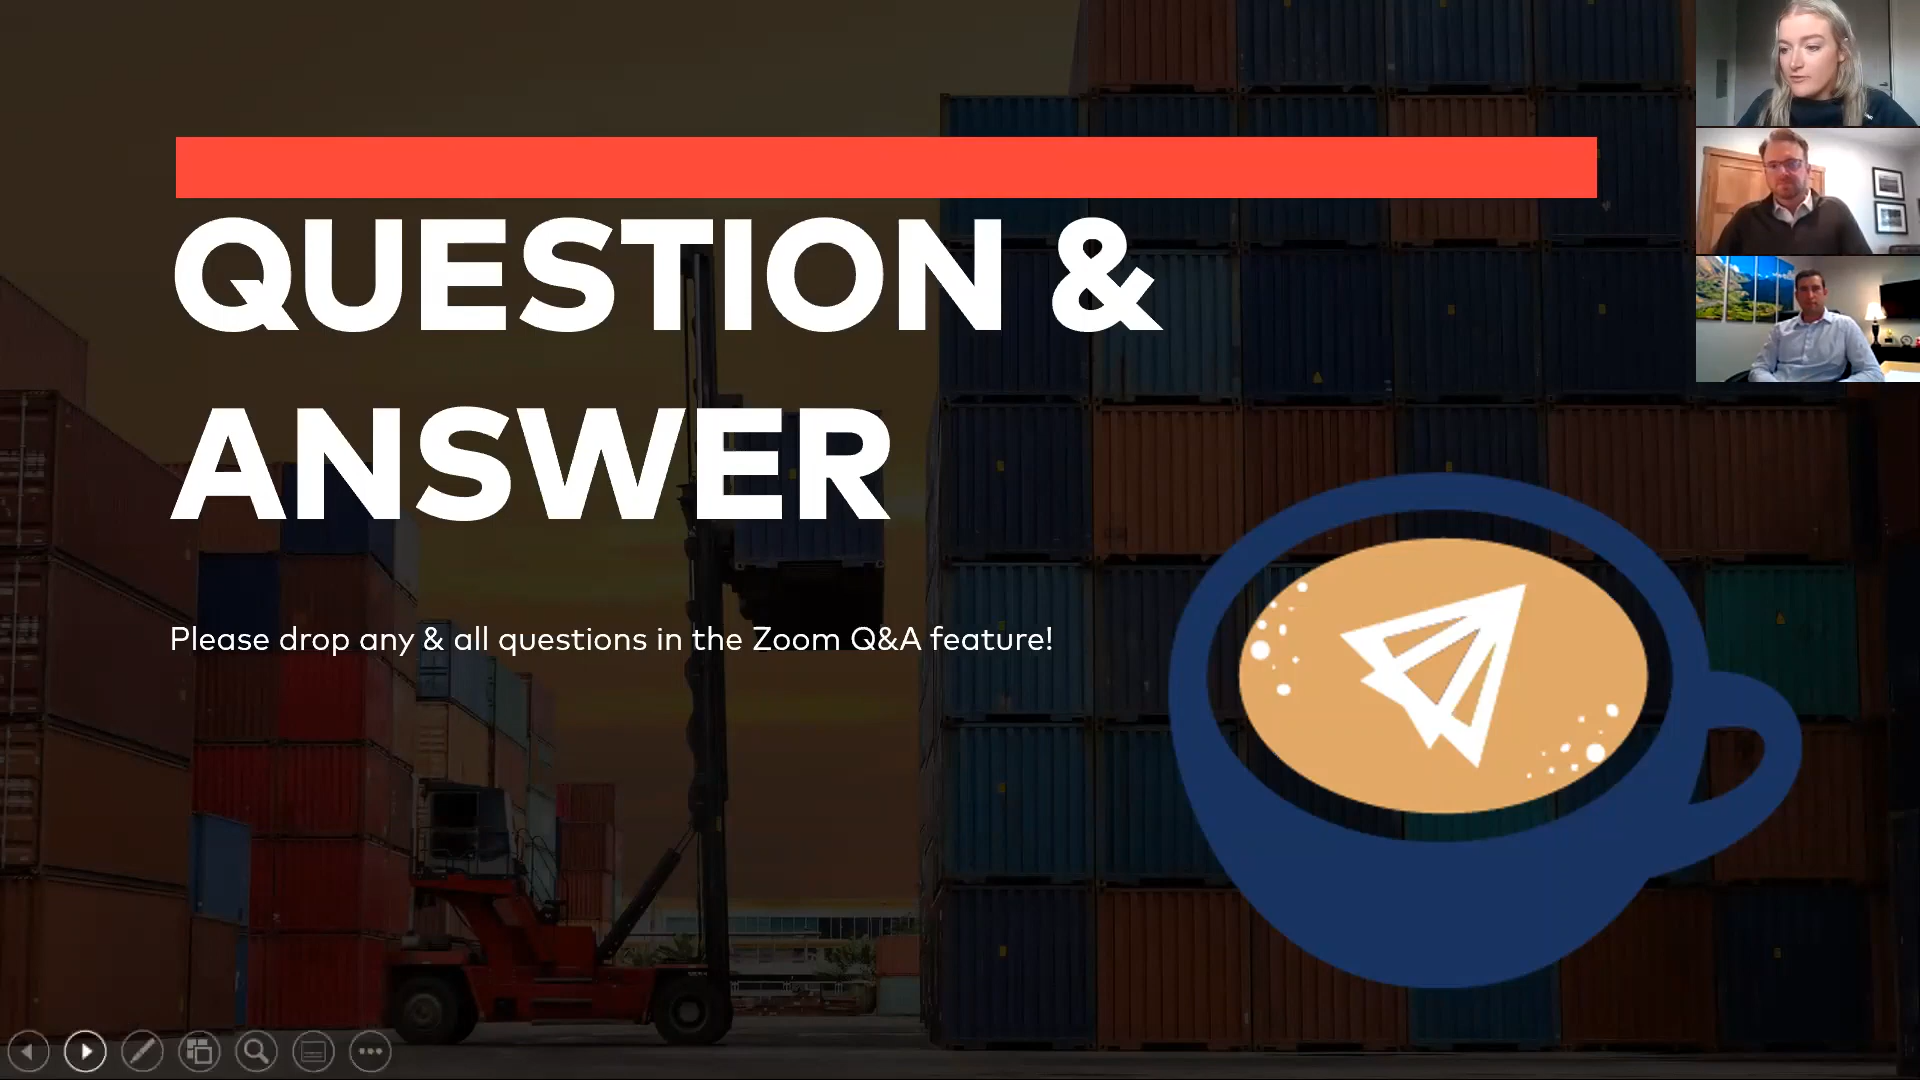 QUESTION &
ANSWER
Please drop any & all questions in the Zoom Q&A feature!